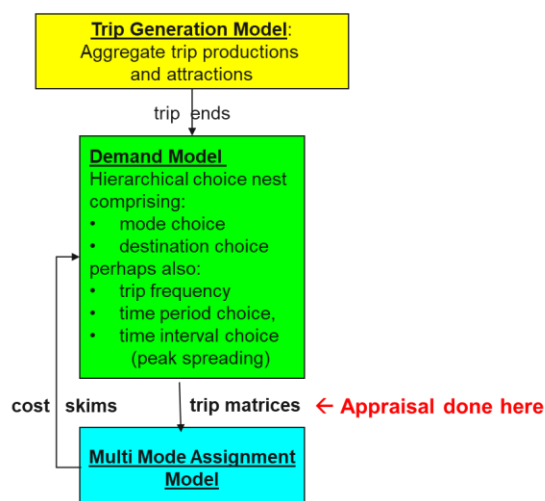 Trip Generation Model:
Aggregate trip productions
and attractions
trip ends
Demand Model
Hierarchical choice nest
comprising:
• mode choice
• destination choice
perhaps also:
• trip frequency
• time period choice,
• time interval choice
(peak spreading)
cost skims trip matrices ← Appraisal done here
Multi Mode Assignment
Model